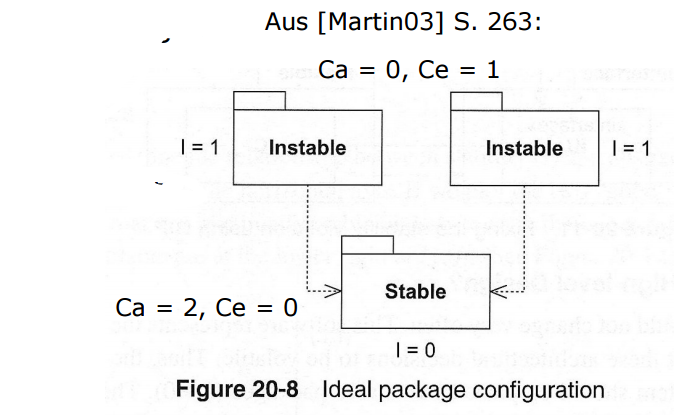 Aus [Martin03] S. 263:
Ca = 0, Ce = 1
I = 1
Instable
Instable
I = 1
Stable
Ca = 2, Ce = 0
I = 0
Figure 20-8 Ideal package configuration